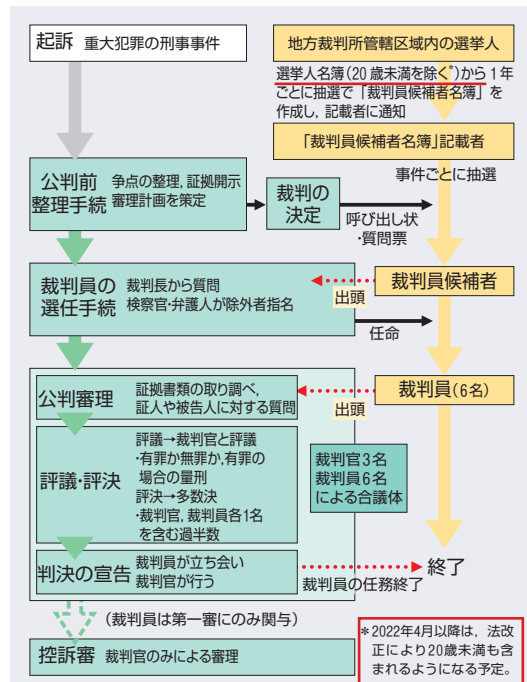 起訴 重大犯罪の刑事事件
地方裁判所管轄区域内の選挙人
選挙人名簿(20歳未満を除く*)から1年
ごとに抽選で「裁判員候補者名簿」を
作成し,記載者に通知
「裁判員候補者名簿」記載者
事件ごとに抽選
公判前
整理手続
争点の整理,証拠開示
審理計画を策定
裁判の
決定
呼び出し状
・質問票
裁判員の
選任手続
裁判長から質問
検察官・弁護人が除外者指名
出頭
裁判員候補者
任命
公判審理
証拠書類の取り調べ,
証人や被告人に対する質問
出頭
裁判員(6名)
評議・評決
評議→裁判官と評議
・有罪か無罪か,有罪の
場合の量刑
評決→多数決
・裁判官,裁判員各1名
を含む過半数
裁判官3名
裁判員6名
による合議体
判決の宣告
裁判員が立ち会い
裁判官が行う
裁判員の任務終了
終了
(裁判員は第一審にのみ関与)
控訴審 裁判官のみによる審理
*2022年4月以降は,法改
正により20歳未満も含
まれるようになる予定。